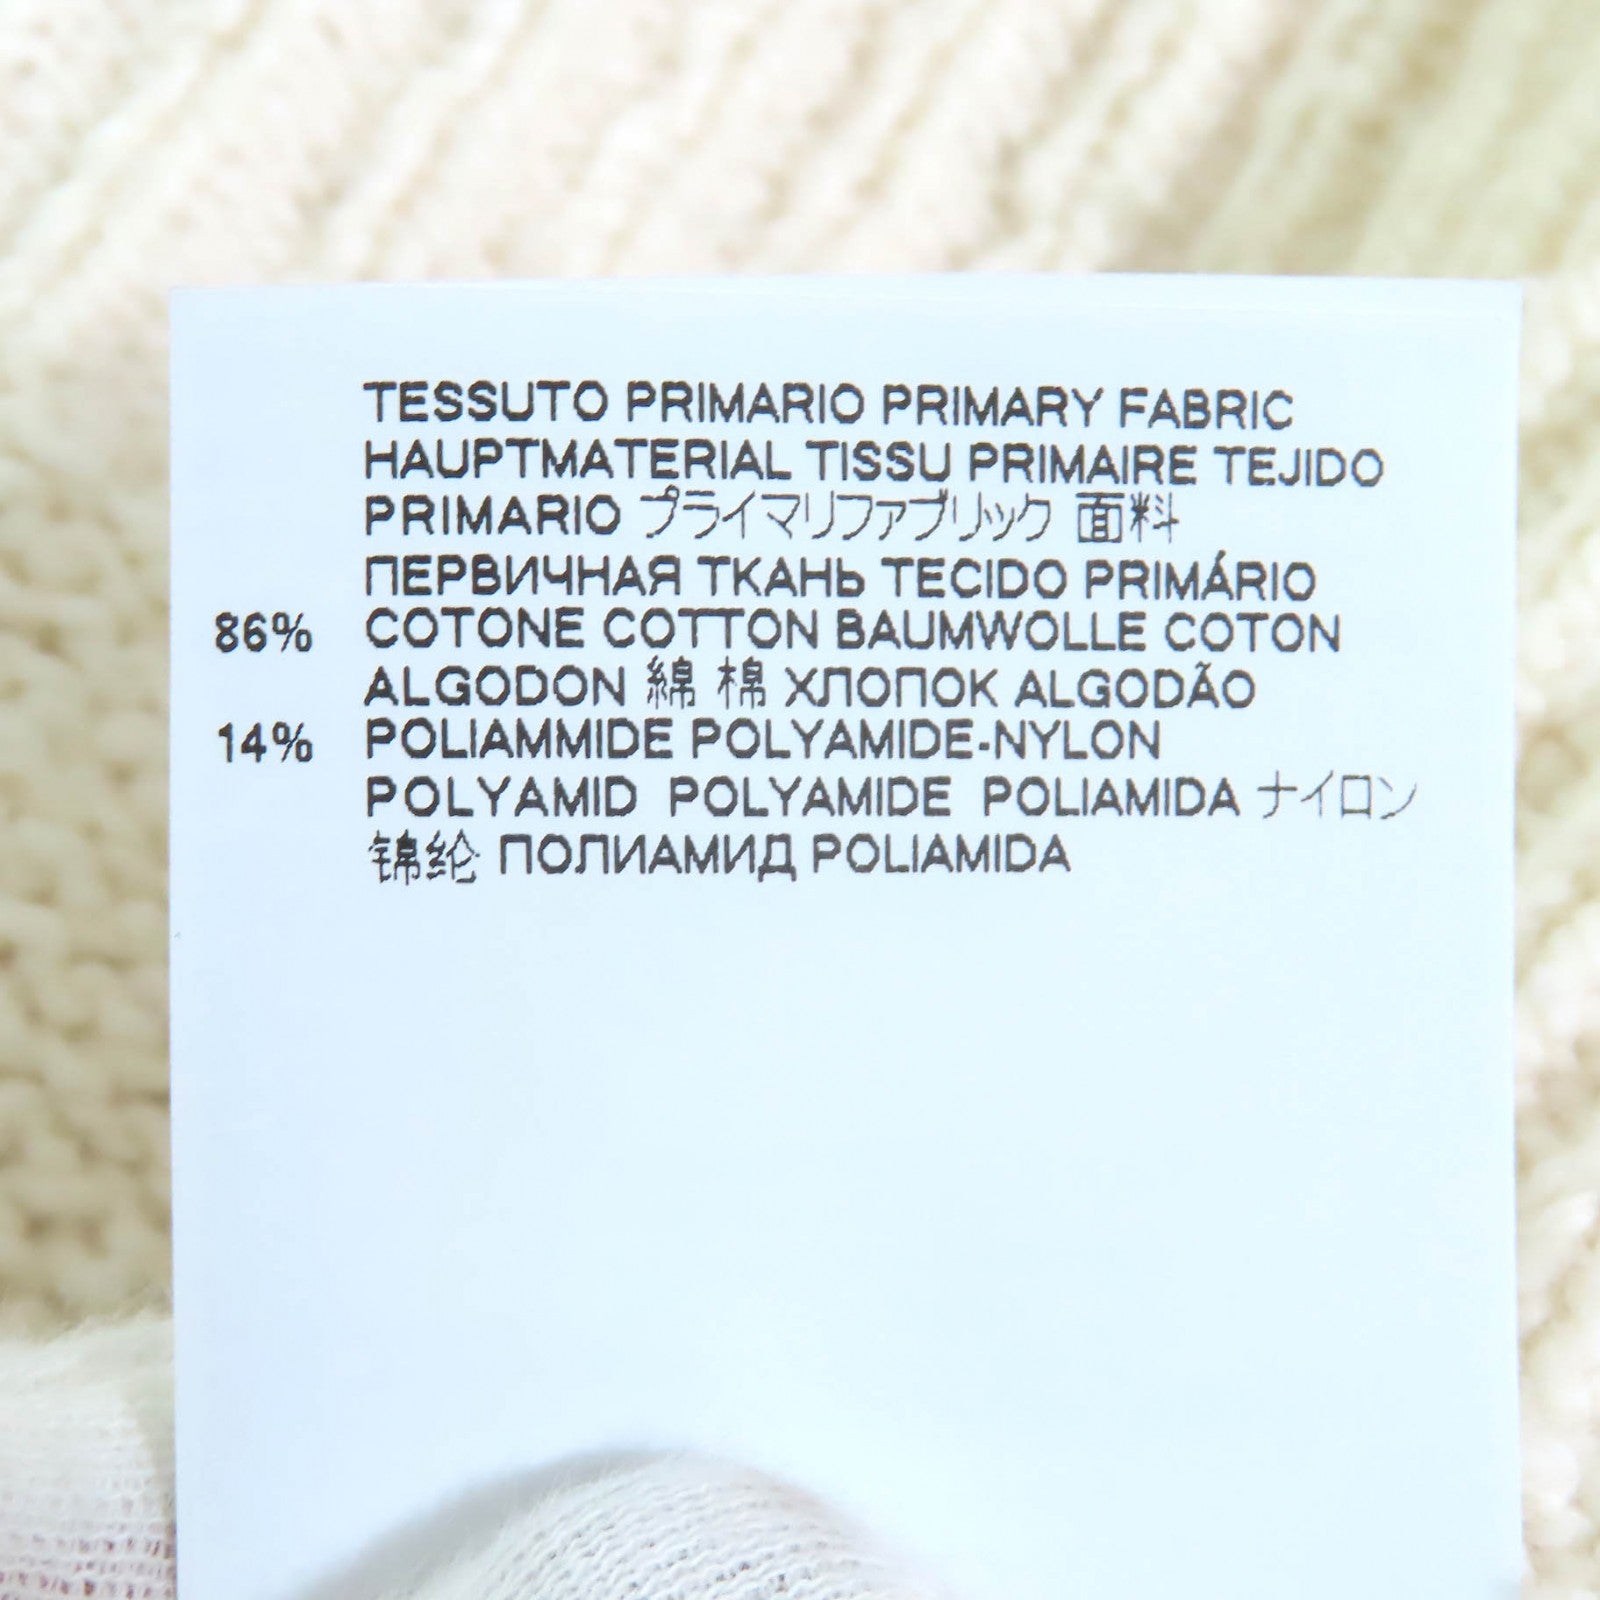 TESSUTO PRIMARIO PRIMARY FABRIC
HAUPTMATERIAL TISSU PRIMAIRE TEJIDO
PRIMARIO プライマリファブリック 面料
ПЕРВИЧНАЯ ТКАНЬ TECIDO PRIMÁRIO
86% COTONE COTTON BAUMWOLLE COTON
ALGODON 綿 棉 ХЛОПОК ALGODÃO
14% POLIAMMIDE POLYAMIDE-NYLON
POLYAMID POLYAMIDE POLIAMIDA ナイロン
锦纶 ПОЛИАМИД POLIAMIDA